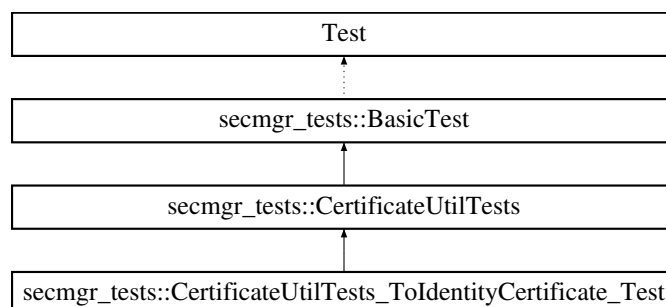 Test
secmgr_tests::BasicTest
secmgr_tests::CertificateUtilTests
secmgr_tests::CertificateUtilTests_ToIdentityCertificate_Test